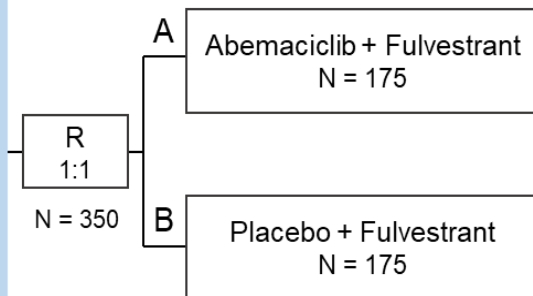 A
Abemaciclib + Fulvestrant
N = 175
R
1:1
N = 350
B
Placebo + Fulvestrant
N = 175